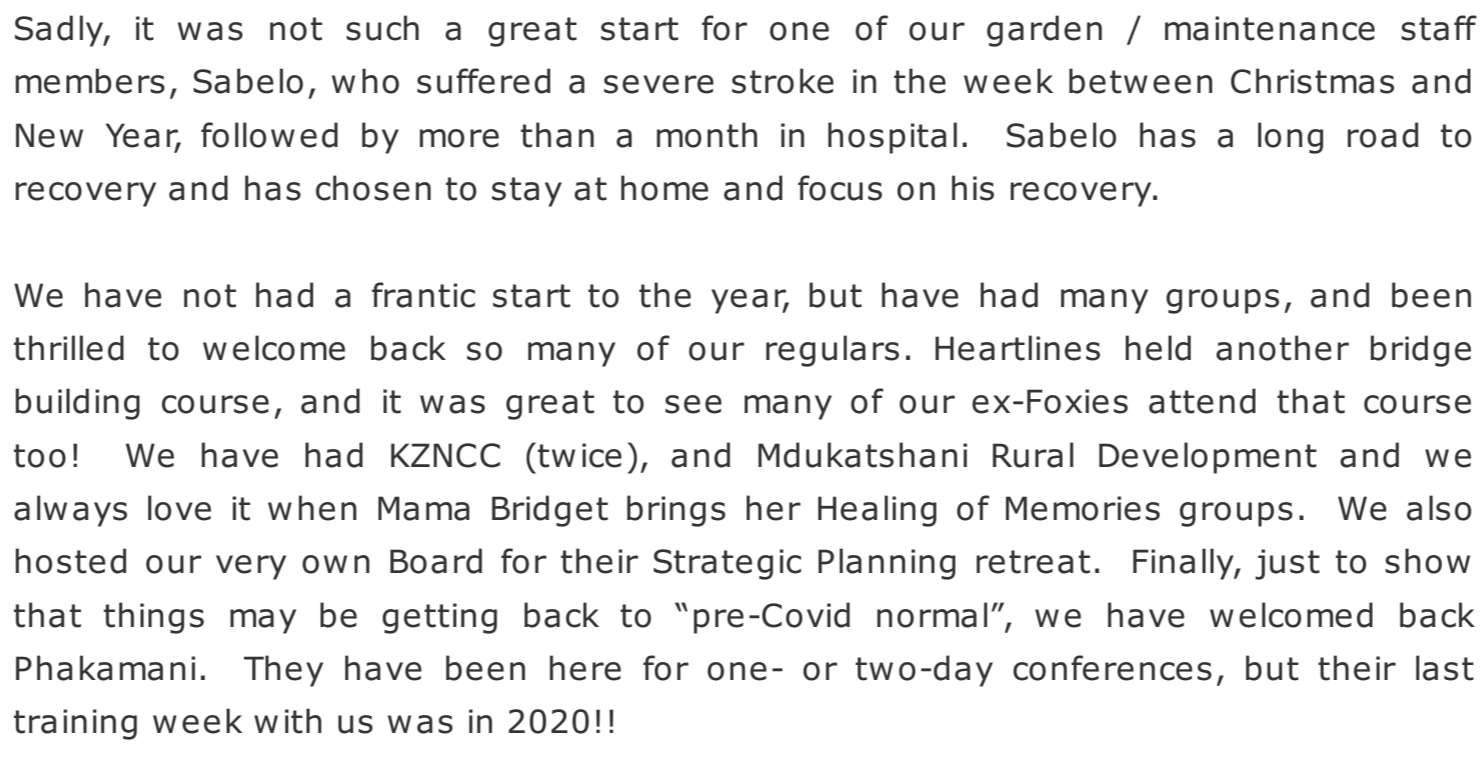 Sadly, it was not such a great start for one of our garden / maintenance staff
members, Sabelo, who suffered a severe stroke in the week between Christmas and
New Year, followed by more than a month in hospital.  Sabelo has a long road to
recovery and has chosen to stay at home and focus on his recovery.

We have not had a frantic start to the year, but have had many groups, and been
thrilled to welcome back so many of our regulars. Heartlines held another bridge
building course, and it was great to see many of our ex-Foxies attend that course
too!  We have had KZNCC (twice), and Mdukatshani Rural Development and we
always love it when Mama Bridget brings her Healing of Memories groups.  We also
hosted our very own Board for their Strategic Planning retreat.  Finally, just to show
that things may be getting back to “pre-Covid normal”, we have welcomed back
Phakamani.  They have been here for one- or two-day conferences, but their last
training week with us was in 2020!!